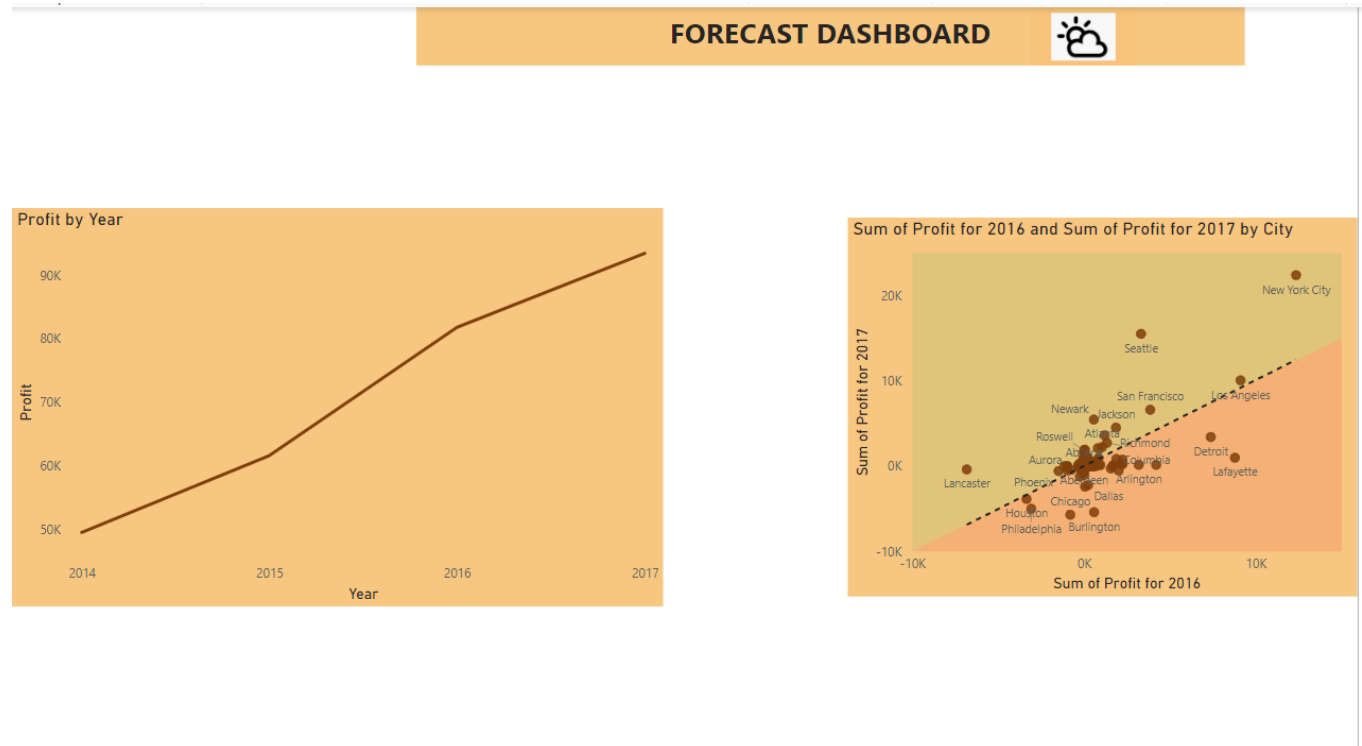 FORECAST DASHBOARD
Profit by Year
90K
80K
70K
60K
50K
Profit
2014 2015 2016 2017
Year
Sum of Profit for 2016 and Sum of Profit for 2017 by City
20K
10K
0K
-10K
Sum of Profit for 2017
New York City
Seattle
San Francisco
Los Angeles
Newark
Jackson
Roswell
Atlanta
Richmond
Detroit
Aurora
Columbia
Lafayette
Lancaster
Phoenix
Aberdeen
Arlington
Chicago
Dallas
Houston
Philadelphia
Burlington
-10K 0K 10K
Sum of Profit for 2016